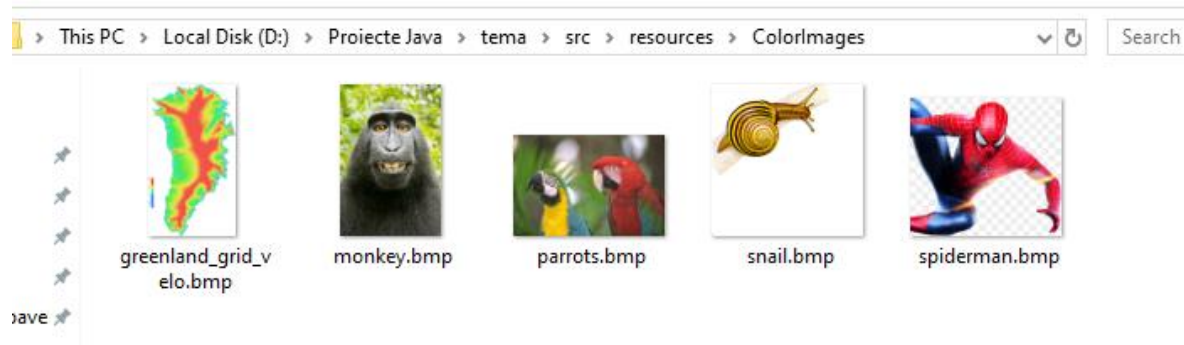 This PC > Local Disk (D:) > Proiecte Java > tema > src > resources > ColorImages
Search
greenland_grid_v
elo.bmp
monkey.bmp
parrots.bmp
snail.bmp
spiderman.bmp